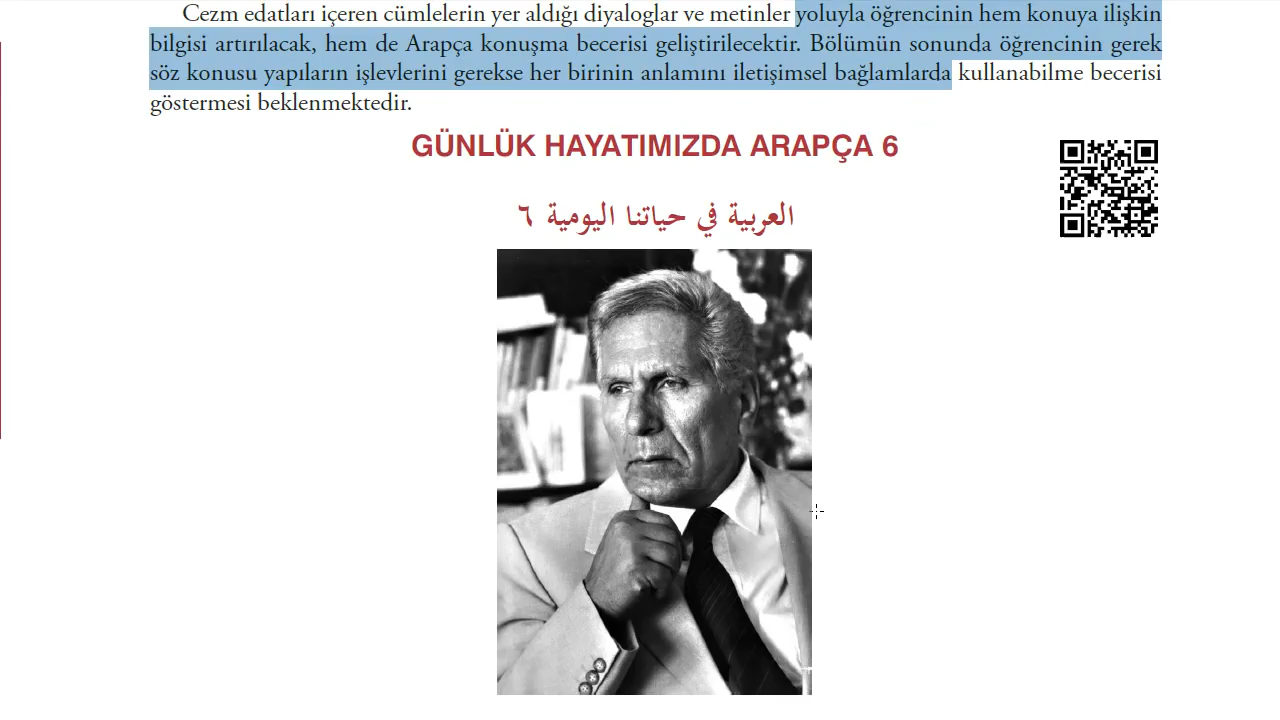 Cezm edatları içeren cümlelerin yer aldığı diyaloglar ve metinler yoluyla öğrencinin hem konuya ilişkin
bilgisi artırılacak, hem de Arapça konuşma becerisi geliştirilecektir. Bölümün sonunda öğrencinin gerek
söz konusu yapıların işlevlerini gerekse her birinin anlamını iletişimsel bağlamlarda kullanabilme becerisi
göstermesi beklenmektedir.
GÜNLÜK HAYATIMIZDA ARAPÇA 6
العربية في حياتنا اليومية ٦